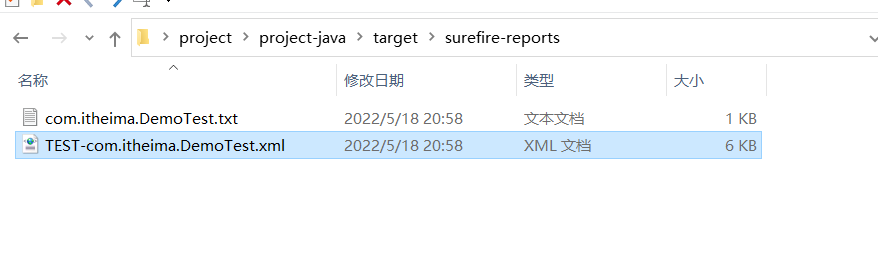 project project-java target surefire-reports
名称 修改日期 类型 大小
com.itheima.DemoTest.txt 2022/5/18 20:58 文本文档 1 KB
TEST-com.itheima.DemoTest.xml 2022/5/18 20:58 XML 文档 6 KB